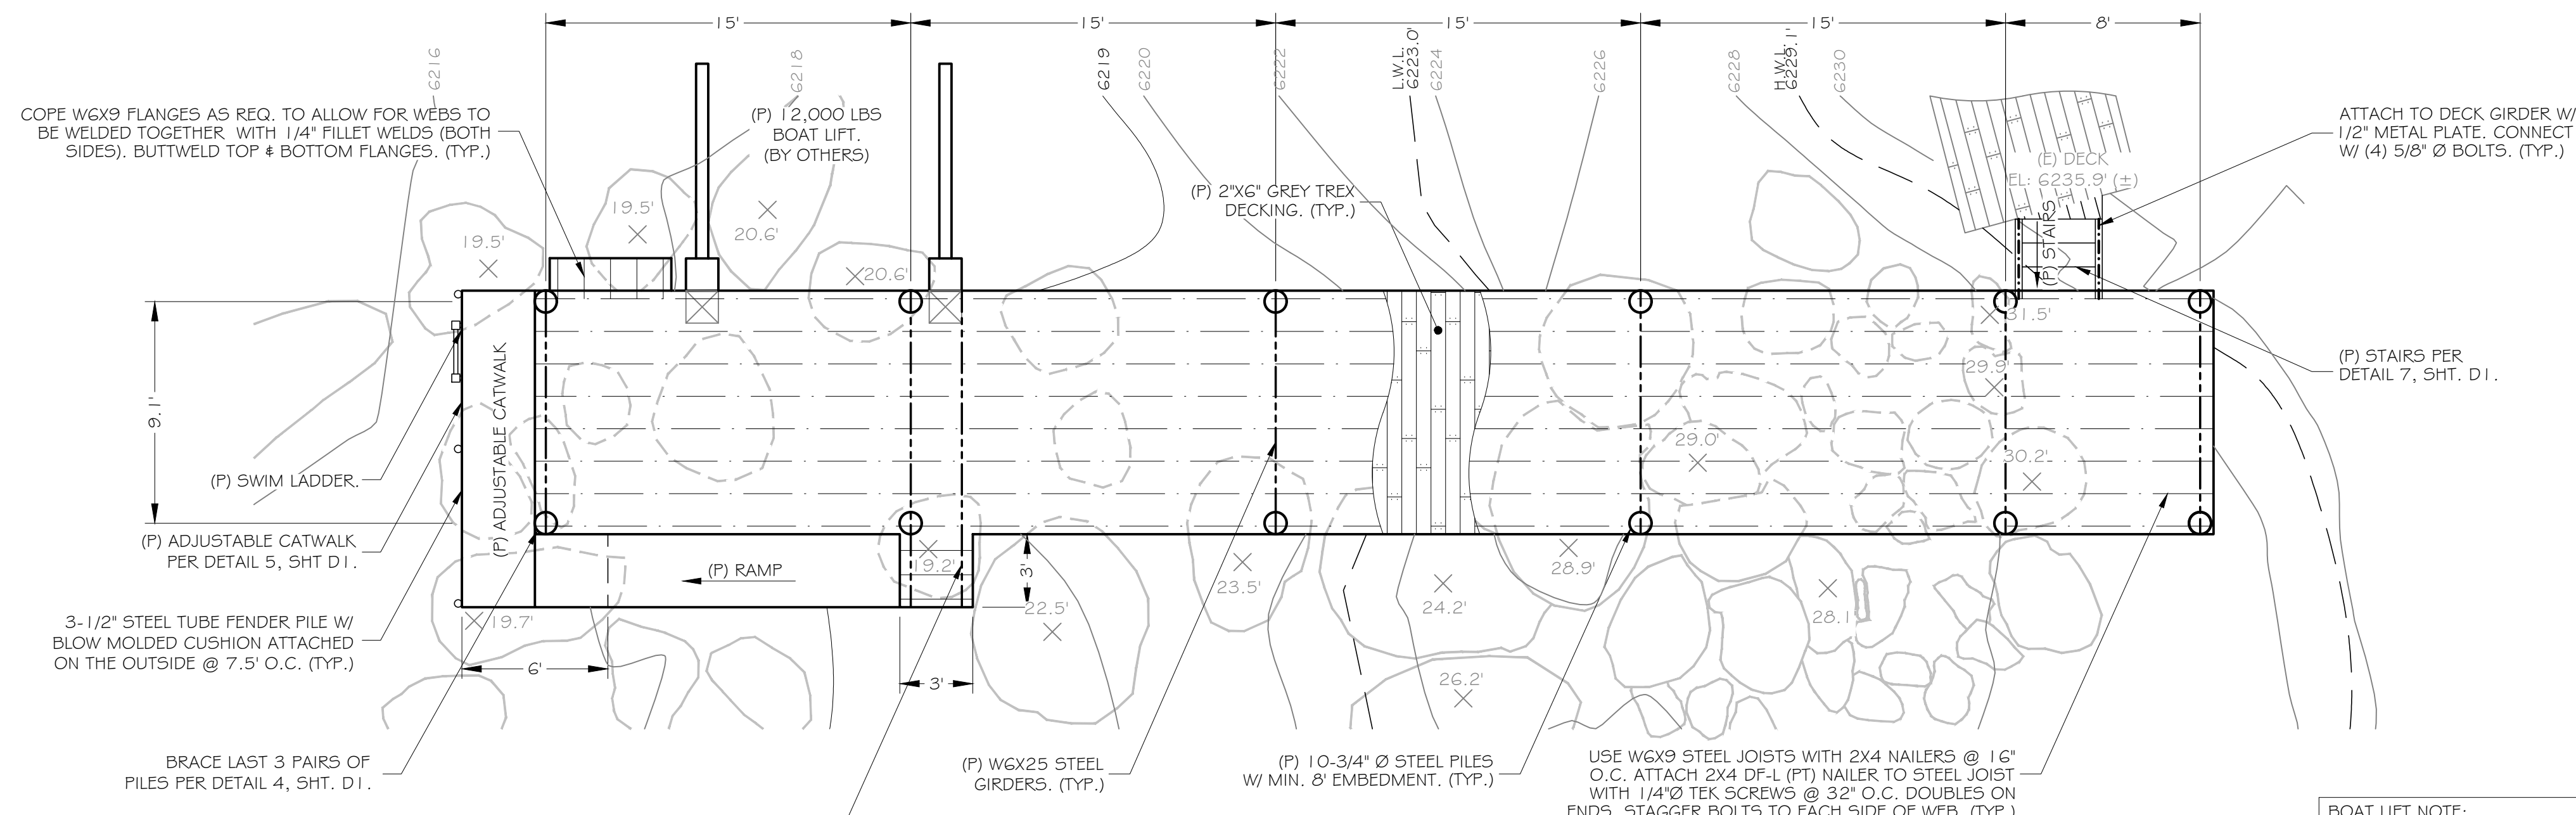 15'
15'
15'
15'
8'
6216
6218
6219
6220
6222
L.W.L.
6223.0'
6224
6226
6228
H.W.L.
6229.1'
6230
COPE W6X9 FLANGES AS REQ. TO ALLOW FOR WEBS TO
BE WELDED TOGETHER WITH 1/4" FILLET WELDS (BOTH
SIDES). BUTTWELD TOP & BOTTOM FLANGES. (TYP.)
(P) 12,000 LBS
BOAT LIFT.
(BY OTHERS)
(P) 2"X6" GREY TREX
DECKING. (TYP.)
(E) DECK
EL: 6235.9' (±)
ATTACH TO DECK GIRDER W/
1/2" METAL PLATE. CONNECT
W/ (4) 5/8" Ø BOLTS. (TYP.)
(P) STAIRS
19.5'
19.5'
20.6'
20.6'
31.5'
29.9'
29.0'
30.2'
9.1'
(P) ADJUSTABLE CATWALK
(P) STAIRS PER
DETAIL 7, SHT. D1.
(P) SWIM LADDER.
(P) ADJUSTABLE CATWALK
PER DETAIL 5, SHT D1.
(P) RAMP
19.2'
3'
22.5'
23.5'
24.2'
28.9'
28.1'
26.2'
19.7'
3-1/2" STEEL TUBE FENDER PILE W/
BLOW MOLDED CUSHION ATTACHED
ON THE OUTSIDE @ 7.5' O.C. (TYP.)
6'
3'
BRACE LAST 3 PAIRS OF
PILES PER DETAIL 4, SHT. D1.
(P) W6X25 STEEL
GIRDERS. (TYP.)
(P) 10-3/4" Ø STEEL PILES
W/ MIN. 8' EMBEDMENT. (TYP.)
USE W6X9 STEEL JOISTS WITH 2X4 NAILERS @ 16"
O.C. ATTACH 2X4 DF-L (PT) NAILER TO STEEL JOIST
WITH 1/4"Ø TEK SCREWS @ 32" O.C. DOUBLES ON
ENDS. STAGGER BOLTS TO EACH SIDE OF WEB. (TYP.)
BOAT LIFT NOTE: